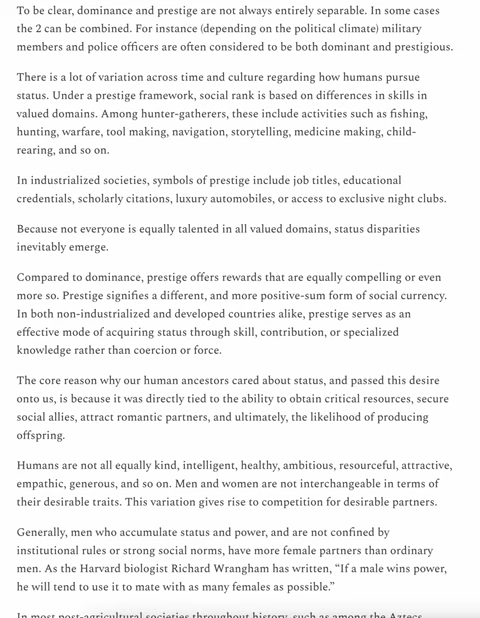 To be clear, dominance and prestige are not always entirely separable. In some cases
the 2 can be combined. For instance (depending on the political climate) military
members and police officers are often considered to be both dominant and prestigious.
There is a lot of variation across time and culture regarding how humans pursue
status. Under a prestige framework, social rank is based on differences in skills in
valued domains. Among hunter-gatherers, these include activities such as fishing,
hunting, warfare, tool making, navigation, storytelling, medicine making, child-
rearing, and so on.
In industrialized societies, symbols of prestige include job titles, educational
credentials, scholarly citations, luxury automobiles, or access to exclusive night clubs.
Because not everyone is equally talented in all valued domains, status disparities
inevitably emerge.
Compared to dominance, prestige offers rewards that are equally compelling or even
more so. Prestige signifies a different, and more positive-sum form of social currency.
In both non-industrialized and developed countries alike, prestige serves as an
effective mode of acquiring status through skill, contribution, or specialized
knowledge rather than coercion or force.
The core reason why our human ancestors cared about status, and passed this desire
onto us, is because it was directly tied to the ability to obtain critical resources, secure
social allies, attract romantic partners, and ultimately, the likelihood of producing
offspring.
Humans are not all equally kind, intelligent, healthy, ambitious, resourceful, attractive,
empathic, generous, and so on. Men and women are not interchangeable in terms of
their desirable traits. This variation gives rise to competition for desirable partners.
Generally, men who accumulate status and power, and are not confined by
institutional rules or strong social norms, have more female partners than ordinary
men. As the Harvard biologist Richard Wrangham has written, “If a male wins power,
he will tend to use it to mate with as many females as possible.”
In most post-agricultural societies throughout history, such as among the Aztecs,